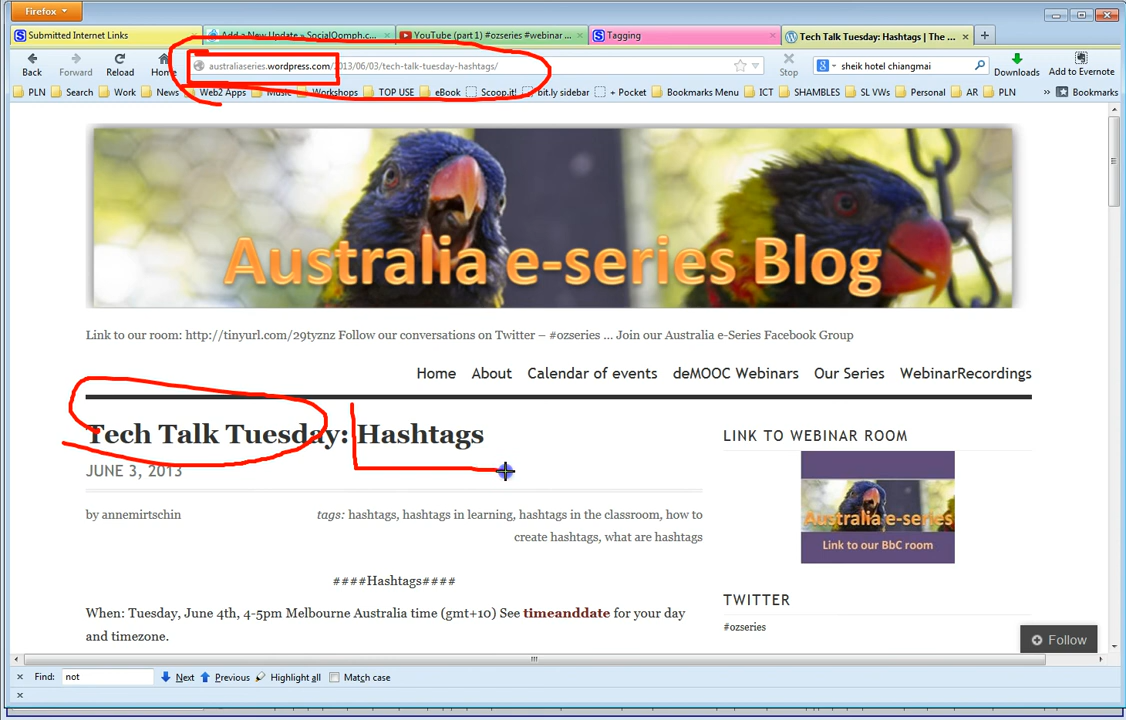 Firefox
Submitted Internet Links
Add a New Update » SocialOomph.c...
YouTube (part 1) #ozseries #webinar ...
Tagging
Tech Talk Tuesday: Hashtags | The ...
Back
Forward
Reload
Home
australiaseries.wordpress.com/2013/06/03/tech-talk-tuesday-hashtags/
Stop
sheik hotel chiangmai
Downloads
Add to Evernote
PLN Search Work News Web2 Apps Music Workshops TOP USE eBook Scoop.it! bit.ly sidebar + Pocket Bookmarks Menu ICT SHAMBLES SL VWs Personal AR PLN » Bookmarks
Australia e-series Blog
Link to our room: http://tinyurl.com/29tyznz Follow our conversations on Twitter – #ozseries ... Join our Australia e-Series Facebook Group
Home About Calendar of events deMOOC Webinars Our Series WebinarRecordings
Tech Talk Tuesday: Hashtags
JUNE 3, 2013
by annemirtschin
tags: hashtags, hashtags in learning, hashtags in the classroom, how to
create hashtags, what are hashtags
####Hashtags####
When: Tuesday, June 4th, 4-5pm Melbourne Australia time (gmt+10) See timeanddate for your day
and timezone.
LINK TO WEBINAR ROOM
Australia e-series
Link to our BbC room
TWITTER
#ozseries
Follow
Find: not Next Previous Highlight all Match case